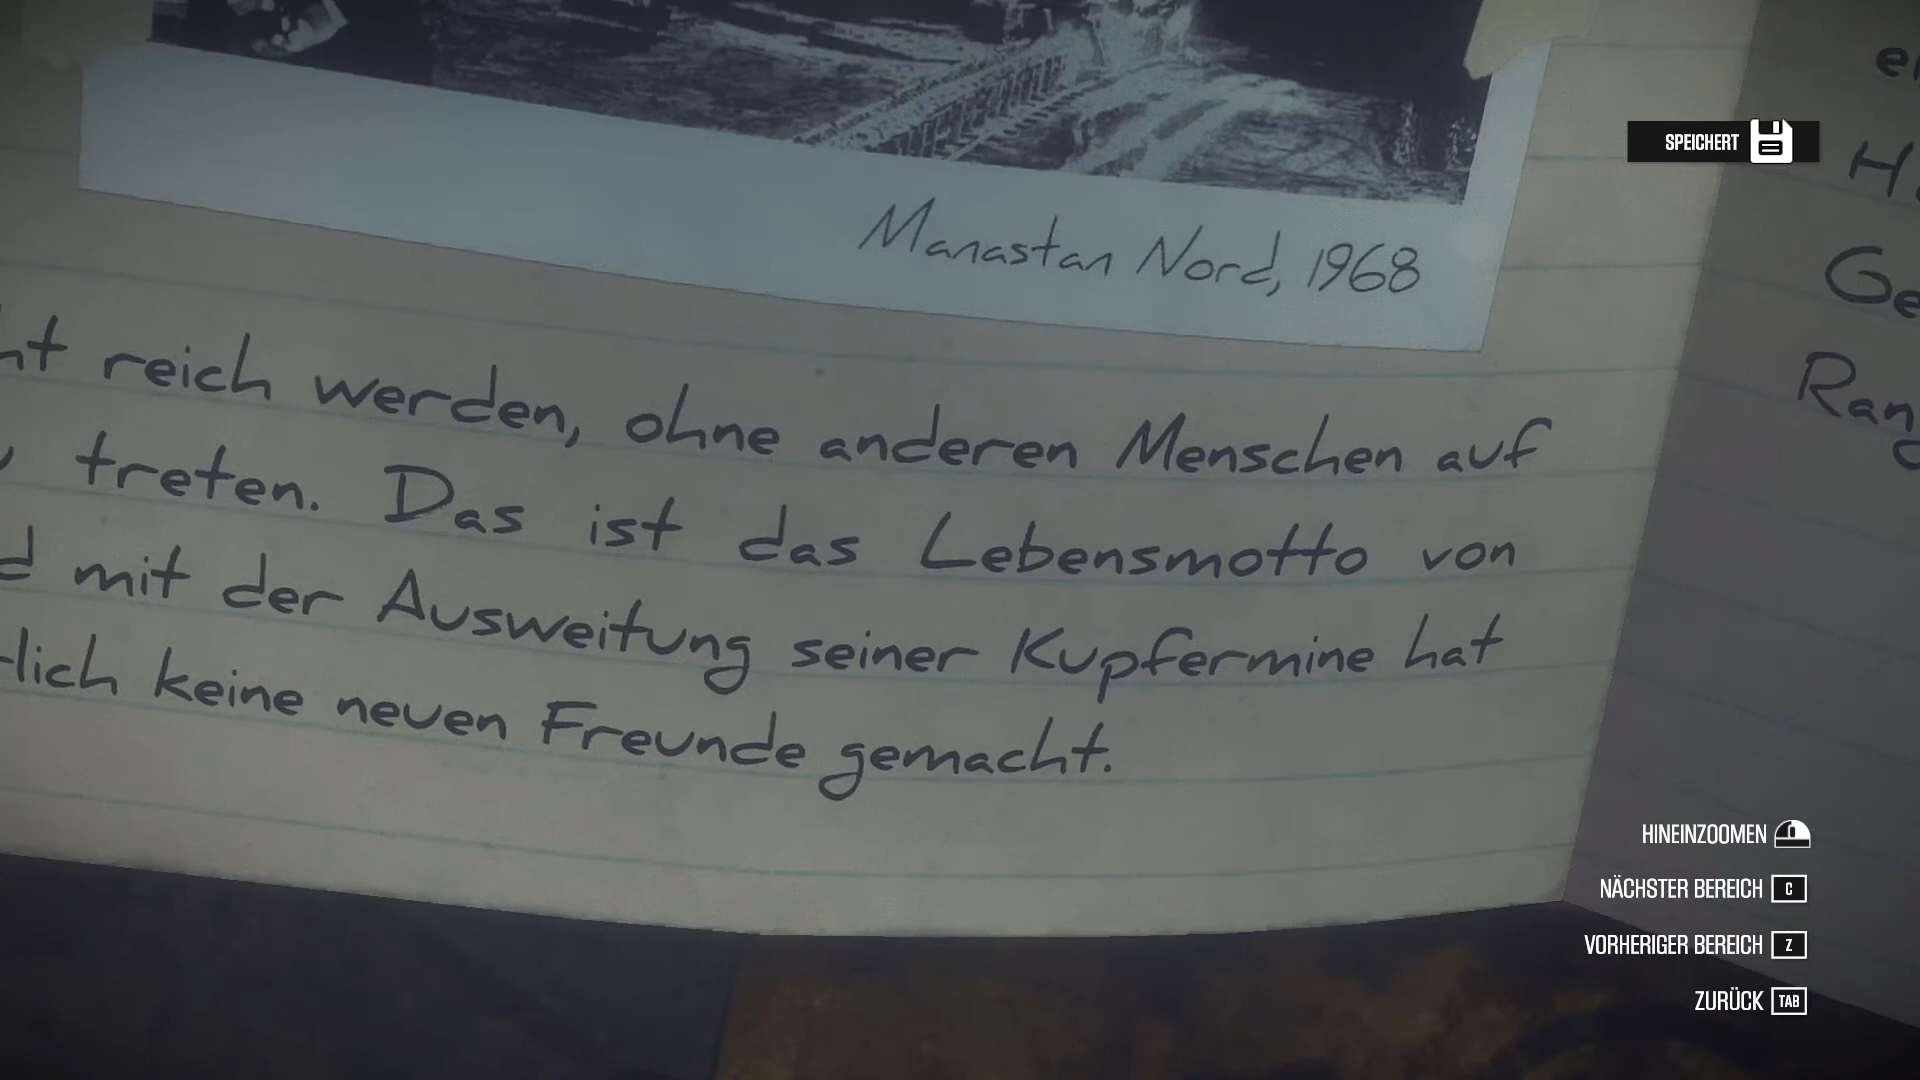 SPEICHERT
Manastan Nord, 1968
reich werden, ohne anderen Menschen auf
treten. Das ist das Lebensmotto von
mit der Ausweitung seiner Kupfermine hat
keine neuen Freunde gemacht.
HINEINZOOMEN
NÄCHSTER BEREICH C
VORHERIGER BEREICH Z
ZURÜCK TAB